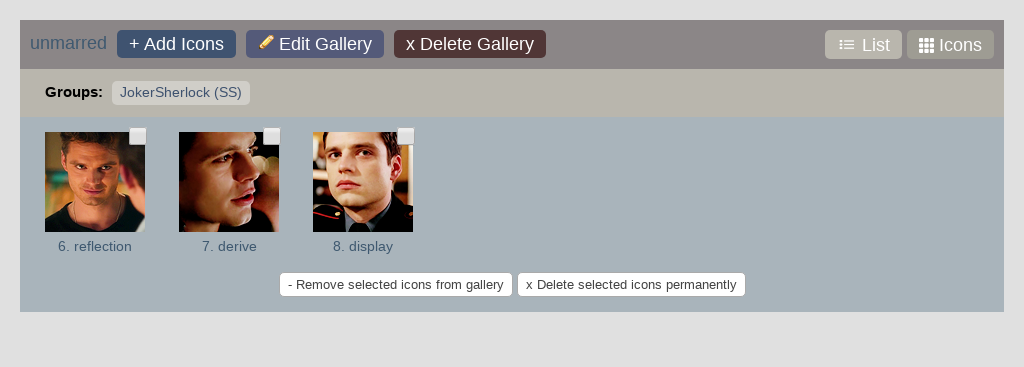 unmarred + Add Icons Edit Gallery x Delete Gallery List Icons
Groups: JokerSherlock (SS)
6. reflection 7. derive 8. display
- Remove selected icons from gallery x Delete selected icons permanently